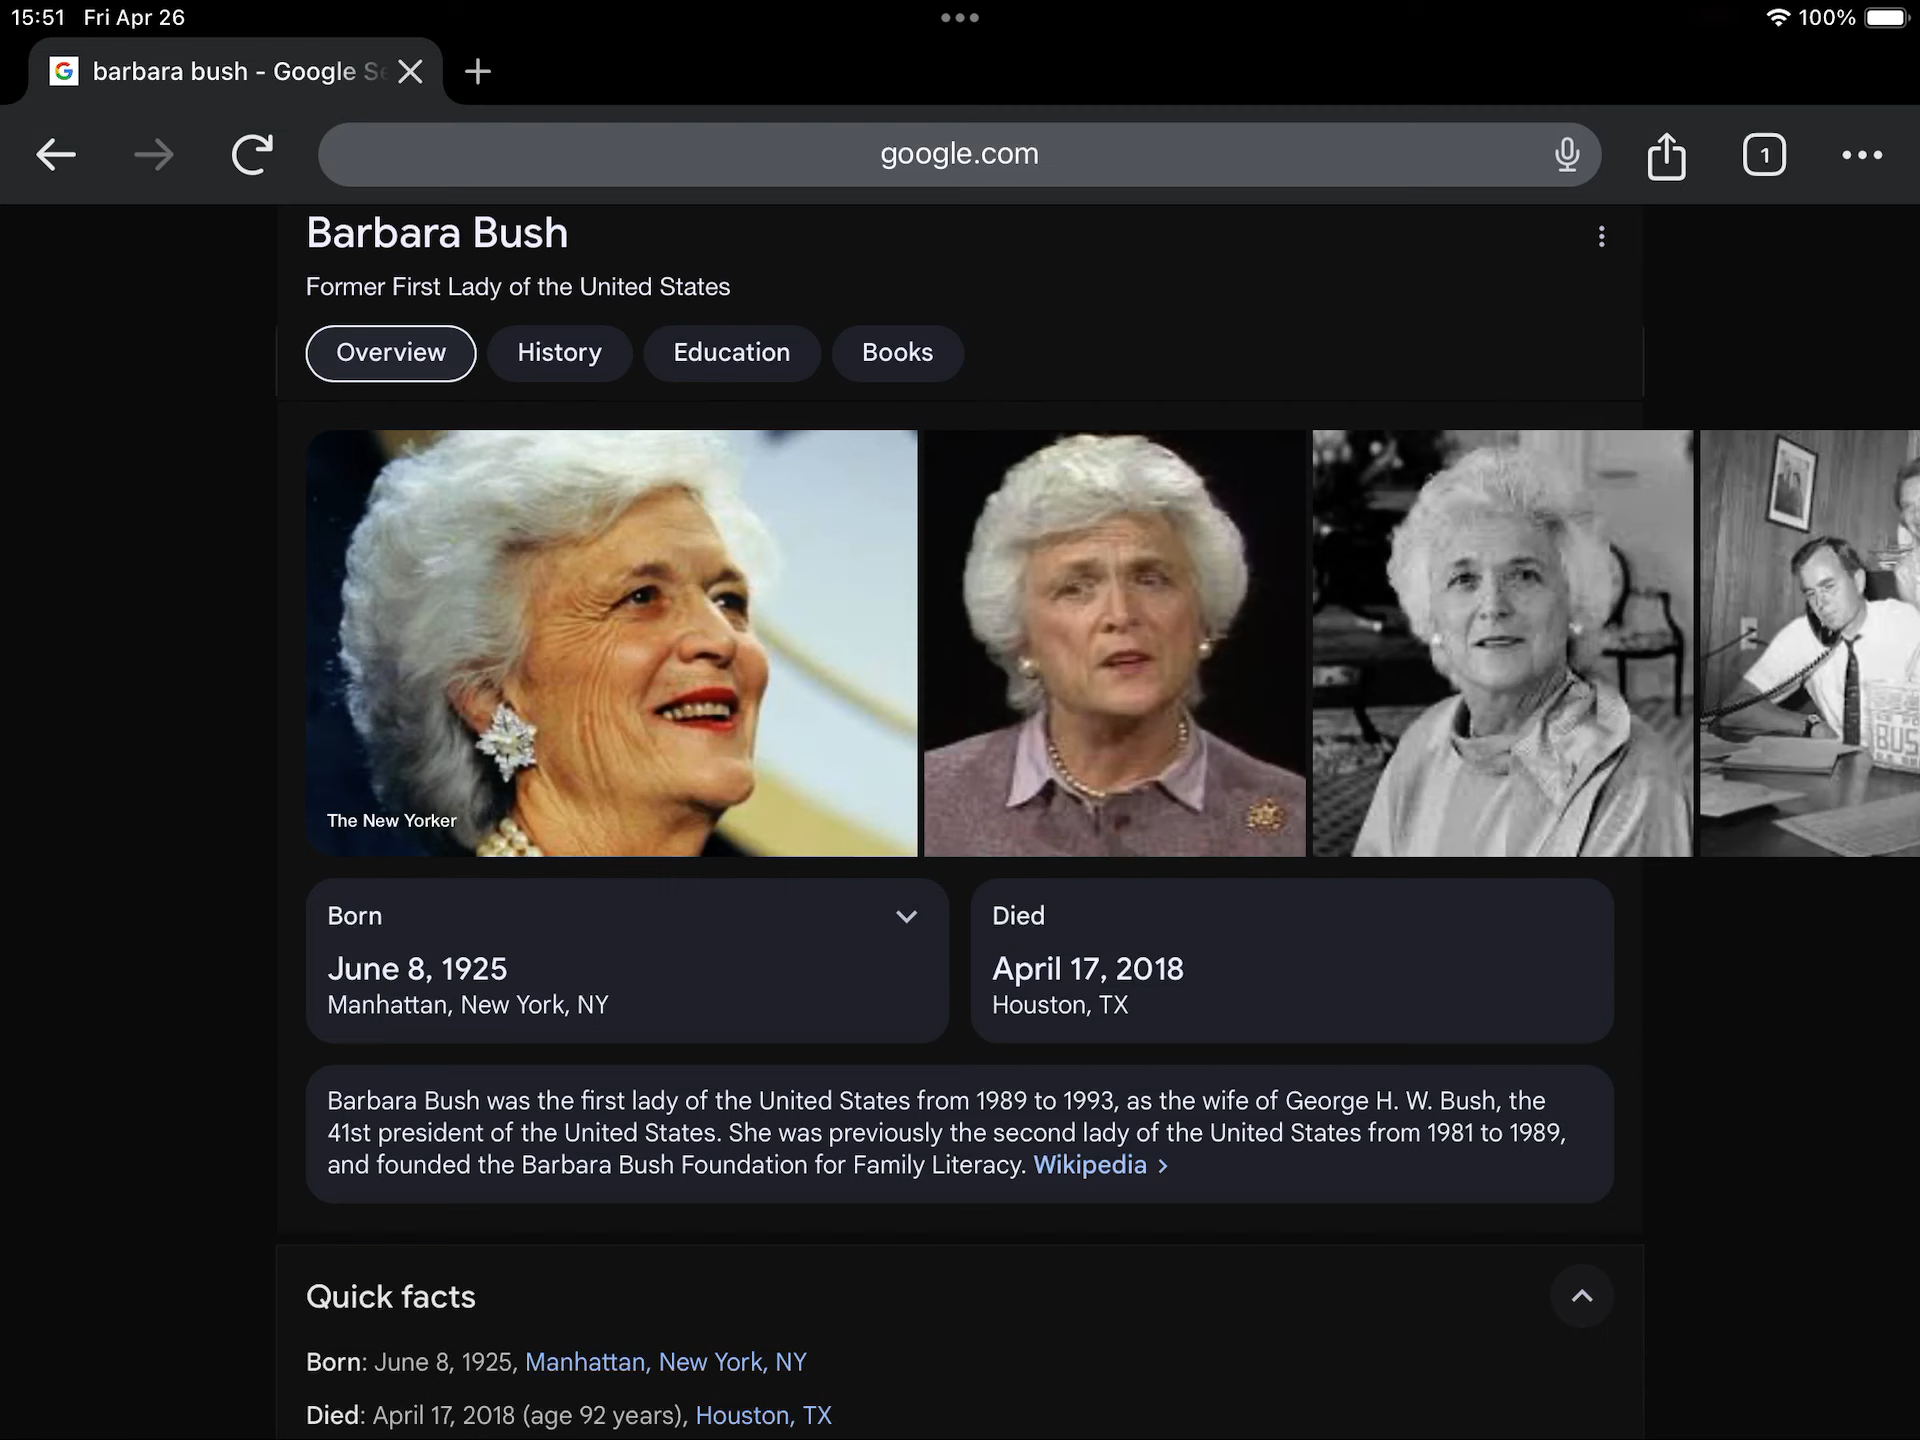 15:51 Fri Apr 26
100%
barbara bush - Google Se
google.com
1
Barbara Bush
Former First Lady of the United States
Overview
History
Education
Books
The New Yorker
BUS
Born
June 8, 1925
Manhattan, New York, NY
Died
April 17, 2018
Houston, TX
Barbara Bush was the first lady of the United States from 1989 to 1993, as the wife of George H. W. Bush, the
41st president of the United States. She was previously the second lady of the United States from 1981 to 1989,
and founded the Barbara Bush Foundation for Family Literacy. Wikipedia
Quick facts
Born: June 8, 1925, Manhattan, New York, NY
Died: April 17, 2018 (age 92 years), Houston, TX